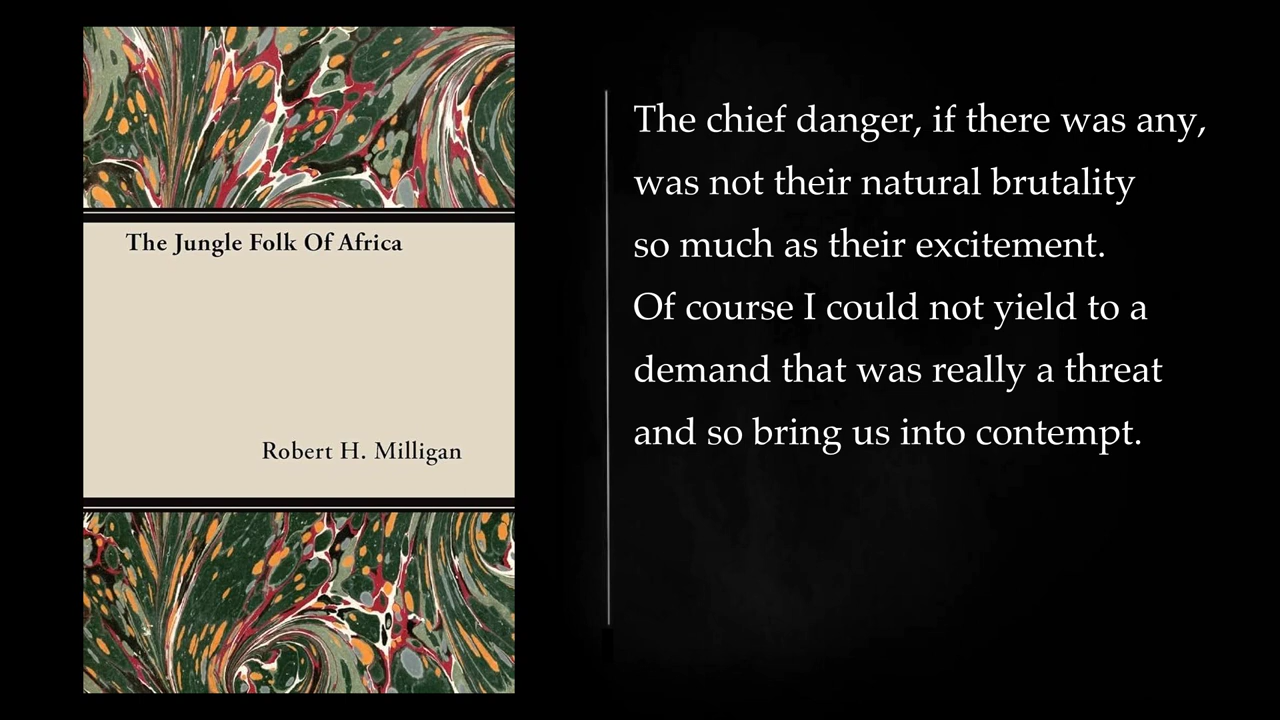 The Jungle Folk Of Africa
Robert H. Milligan
The chief danger, if there was any,
was not their natural brutality
so much as their excitement.
Of course I could not yield to a
demand that was really a threat
and so bring us into contempt.